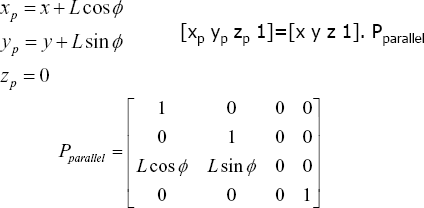 x_p = x + L cos ϕ
y_p = y + L sin ϕ
z_p = 0
[x_p y_p z_p 1]=[x y z 1]. P_parallel
P_parallel =
1 0 0 0
0 1 0 0
L cos ϕ L sin ϕ 0 0
0 0 0 1